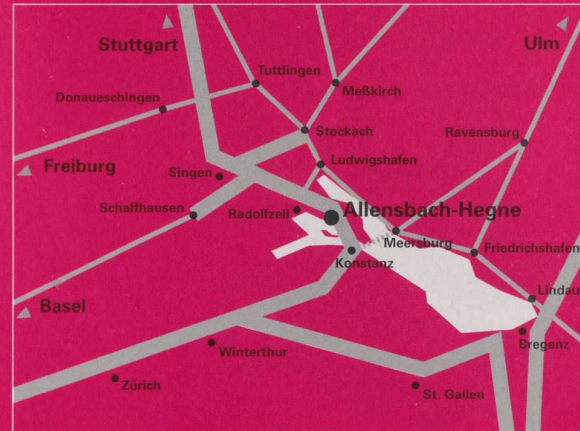 Stuttgart
Ulm
Tuttlingen
Donaueschingen
Meßkirch
Stockach
Ravensburg
Ludwigshafen
Freiburg
Singen
Schaffhausen
Radolfzell
Allensbach-Hegne
Meersburg
Friedrichshafen
Konstanz
Lindau
Basel
Bregenz
Winterthur
Zürich
St. Gallen